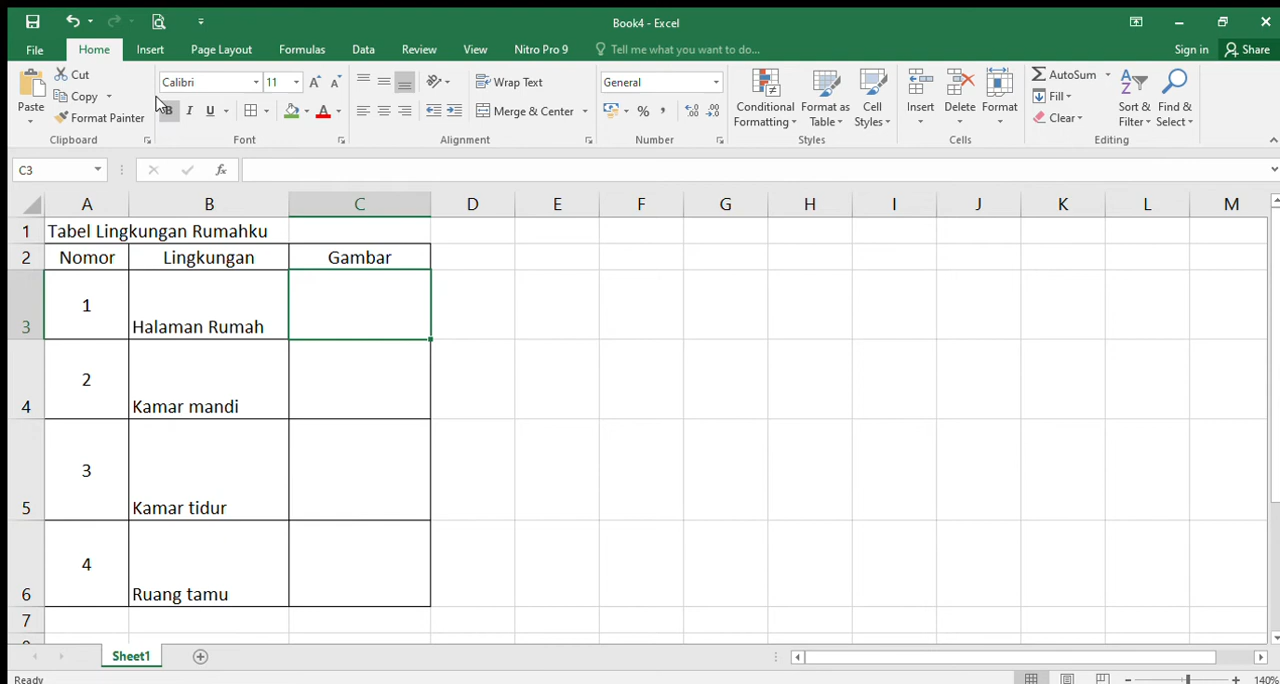 Book4 - Excel
File Home Insert Page Layout Formulas Data Review View Nitro Pro 9 Tell me what you want to do... Sign in Share
Paste
Cut
Copy
Format Painter
Clipboard
Calibri 11
B I U
Font
Wrap Text
Merge & Center
Alignment
General
%
Number
Conditional Formatting
Format as Table
Cell Styles
Styles
Insert Delete Format
Cells
AutoSum
Fill
Clear
Sort & Filter
Find & Select
Editing
C3 fx
A B C D E F G H I J K L M
1 Tabel Lingkungan Rumahku
2 Nomor Lingkungan Gambar
3 1 Halaman Rumah
4 2 Kamar mandi
5 3 Kamar tidur
6 4 Ruang tamu
7
Sheet1
Ready 140%